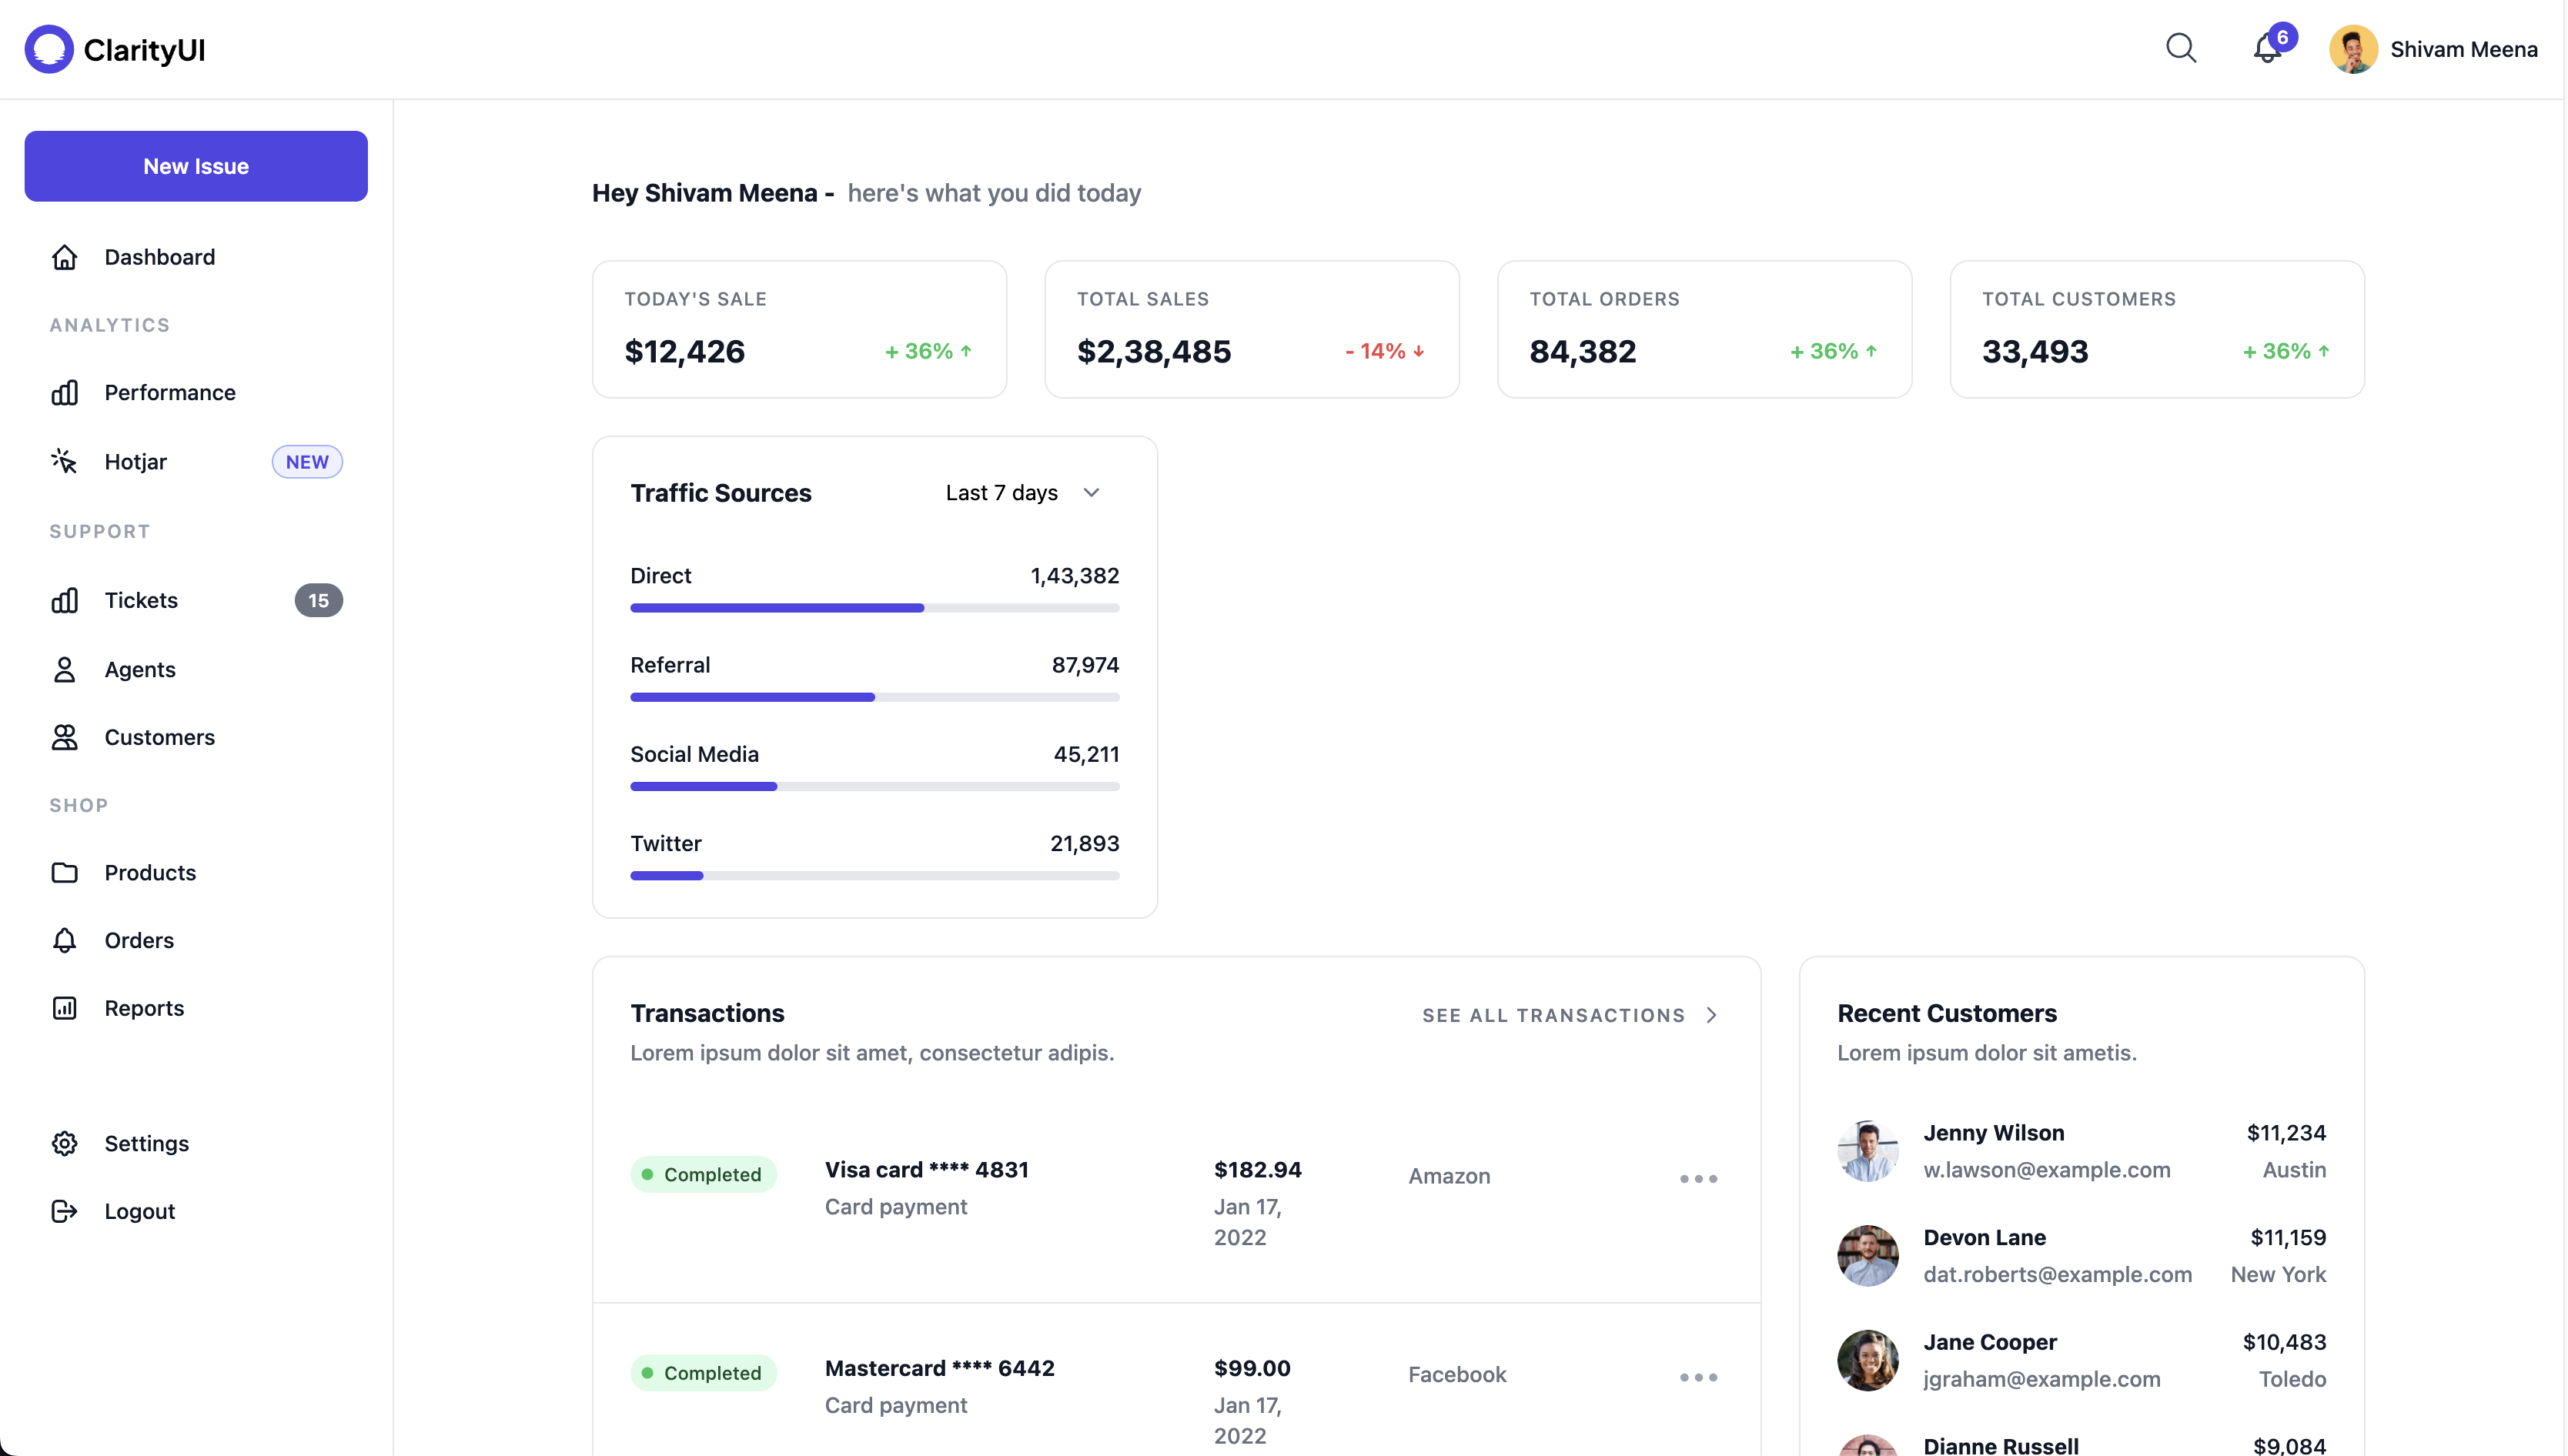 ClarityUI
6
Shivam Meena
New Issue
Dashboard
ANALYTICS
Performance
Hotjar NEW
SUPPORT
Tickets 15
Agents
Customers
SHOP
Products
Orders
Reports
Settings
Logout
Hey Shivam Meena - here's what you did today
TODAY'S SALE
$12,426 + 36%
TOTAL SALES
$2,38,485 - 14%
TOTAL ORDERS
84,382 + 36%
TOTAL CUSTOMERS
33,493 + 36%
Traffic Sources Last 7 days
Direct 1,43,382
Referral 87,974
Social Media 45,211
Twitter 21,893
Transactions SEE ALL TRANSACTIONS
Lorem ipsum dolor sit amet, consectetur adipis.
Completed Visa card **** 4831 $182.94 Amazon
Card payment Jan 17,
2022
Completed Mastercard **** 6442 $99.00 Facebook
Card payment Jan 17,
2022
Recent Customers
Lorem ipsum dolor sit ametis.
Jenny Wilson $11,234
w.lawson@example.com Austin
Devon Lane $11,159
dat.roberts@example.com New York
Jane Cooper $10,483
jgraham@example.com Toledo
Dianne Russell $9,084